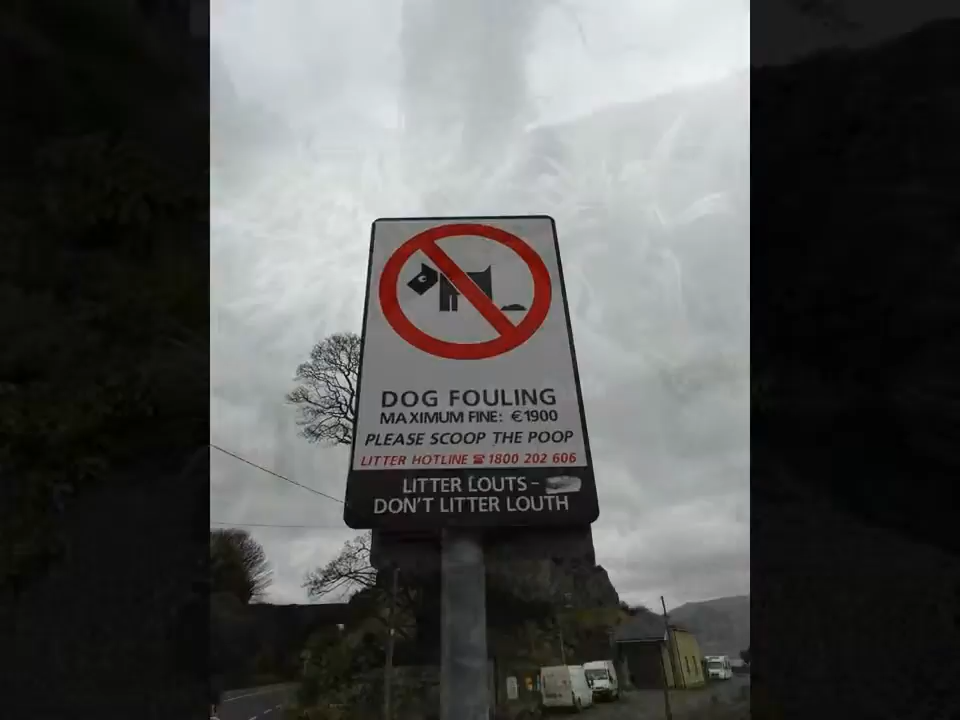 DOG FOULING
MAXIMUM FINE: €1900
PLEASE SCOOP THE POOP
LITTER HOTLINE ☎ 1800 202 606
LITTER LOUTS -
DON'T LITTER LOUTH